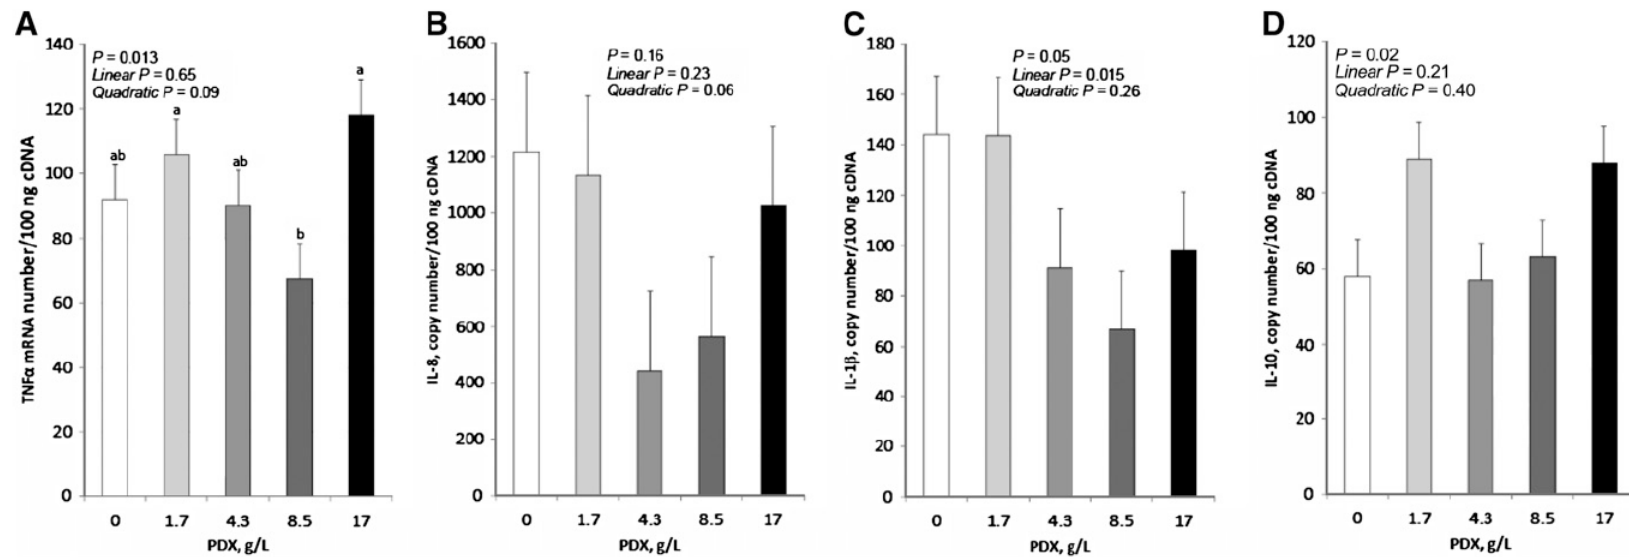 A
TNFα mRNA number/100 ng cDNA
140
120
100
80
60
40
20
0
P = 0.013
Linear P = 0.65
Quadratic P = 0.09
ab
a
ab
b
a
0 1.7 4.3 8.5 17
PDX, g/L
B
IL-8, copy number/100 ng cDNA
1600
1400
1200
1000
800
600
400
200
0
P = 0.16
Linear P = 0.23
Quadratic P = 0.06
0 1.7 4.3 8.5 17
PDX, g/L
C
IL-1β, copy number/100 ng cDNA
180
160
140
120
100
80
60
40
20
0
P = 0.05
Linear P = 0.015
Quadratic P = 0.26
0 1.7 4.3 8.5 17
PDX, g/L
D
IL-10, copy number/100 ng cDNA
120
100
80
60
40
20
0
P = 0.02
Linear P = 0.21
Quadratic P = 0.40
0 1.7 4.3 8.5 17
PDX, g/L